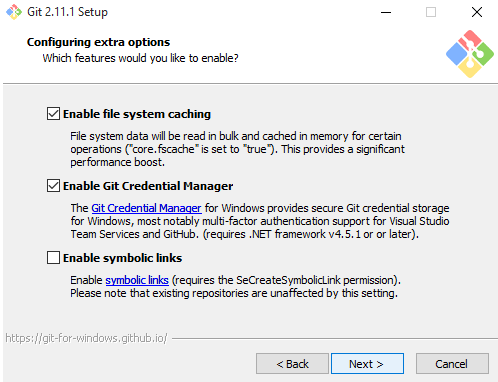 Git 2.11.1 Setup
Configuring extra options
Which features would you like to enable?
Enable file system caching
File system data will be read in bulk and cached in memory for certain
operations ("core.fscache" is set to "true"). This provides a significant
performance boost.
Enable Git Credential Manager
The Git Credential Manager for Windows provides secure Git credential storage
for Windows, most notably multi-factor authentication support for Visual Studio
Team Services and GitHub. (requires .NET framework v4.5.1 or or later).
Enable symbolic links
Enable symbolic links (requires the SeCreateSymbolicLink permission).
Please note that existing repositories are unaffected by this setting.
https://git-for-windows.github.io/
< Back
Next >
Cancel